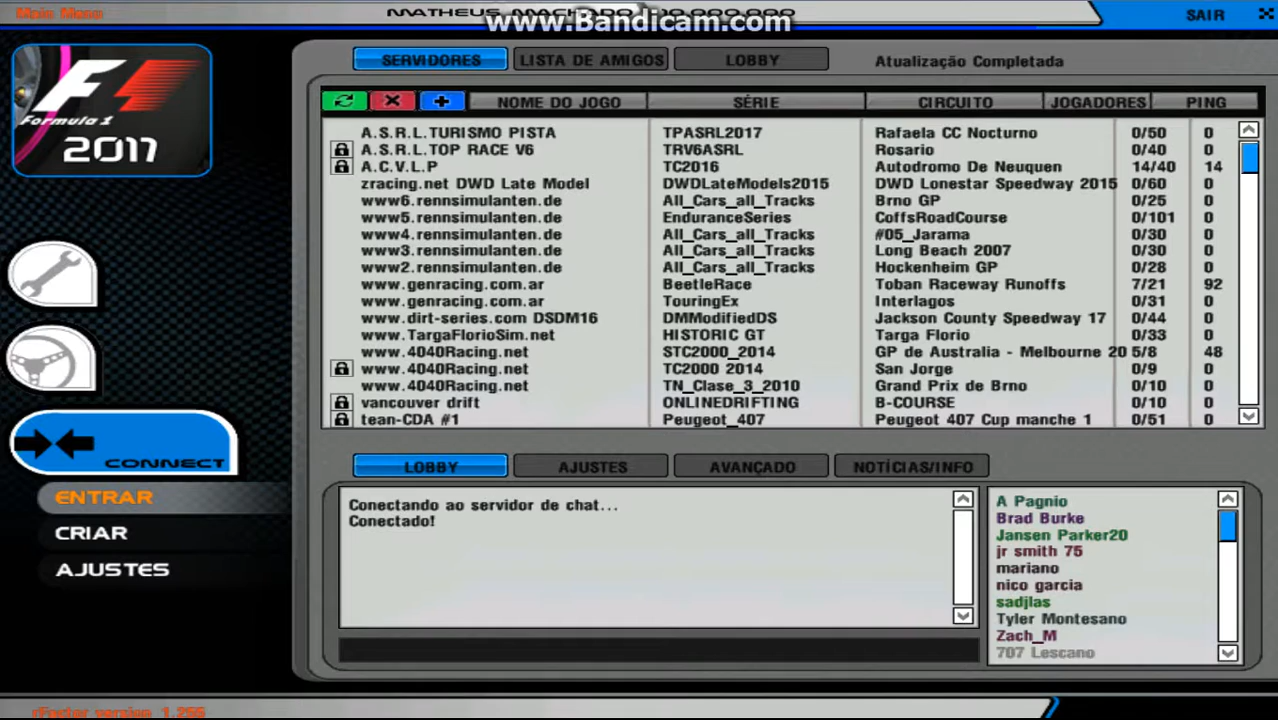 Main Menu
MATHEUS MACHADO
www.Bandicam.com
SAIR
F1
Formula 1
2017
SERVIDORES LISTA DE AMIGOS LOBBY Atualização Completada
NOME DO JOGO SÉRIE CIRCUITO JOGADORES PING
A.S.R.L.TURISMO PISTA TPASRL2017 Rafaela CC Nocturno 0/50 0
A.S.R.L.TOP RACE V6 TRV6ASRL Rosario 0/40 0
A.C.V.L.P TC2016 Autodromo De Neuquen 14/40 14
zracing.net DWD Late Model DWDLateModels2015 DWD Lonestar Speedway 2015 0/60 0
www6.rennsimulanten.de All_Cars_all_Tracks Brno GP 0/25 0
www5.rennsimulanten.de EnduranceSeries CoffsRoadCourse 0/101 0
www4.rennsimulanten.de All_Cars_all_Tracks #05_Jarama 0/30 0
www3.rennsimulanten.de All_Cars_all_Tracks Long Beach 2007 0/30 0
www2.rennsimulanten.de All_Cars_all_Tracks Hockenheim GP 0/28 0
www.genracing.com.ar BeetleRace Toban Raceway Runoffs 7/21 92
www.genracing.com.ar TouringEx Interlagos 0/31 0
www.dirt-series.com DSDM16 DMModifiedDS Jackson County Speedway 17 0/44 0
www.TargaFlorioSim.net HISTORIC GT Targa Florio 0/33 0
www.4040Racing.net STC2000_2014 GP de Australia - Melbourne 20 5/8 48
www.4040Racing.net TC2000 2014 San Jorge 0/9 0
www.4040Racing.net TN_Clase_3_2010 Grand Prix de Brno 0/10 0
vancouver drift ONLINEDRIFTING B-COURSE 0/10 0
tean-CDA #1 Peugeot_407 Peugeot 407 Cup manche 1 0/51 0
CONNECT
ENTRAR
CRIAR
AJUSTES
LOBBY AJUSTES AVANÇADO NOTÍCIAS/INFO
Conectando ao servidor de chat...
Conectado!
A Pagnio
Brad Burke
Jansen Parker20
jr smith 75
mariano
nico garcia
sadjlas
Tyler Montesano
Zach_M
707 Lescano
rFactor version 1.255